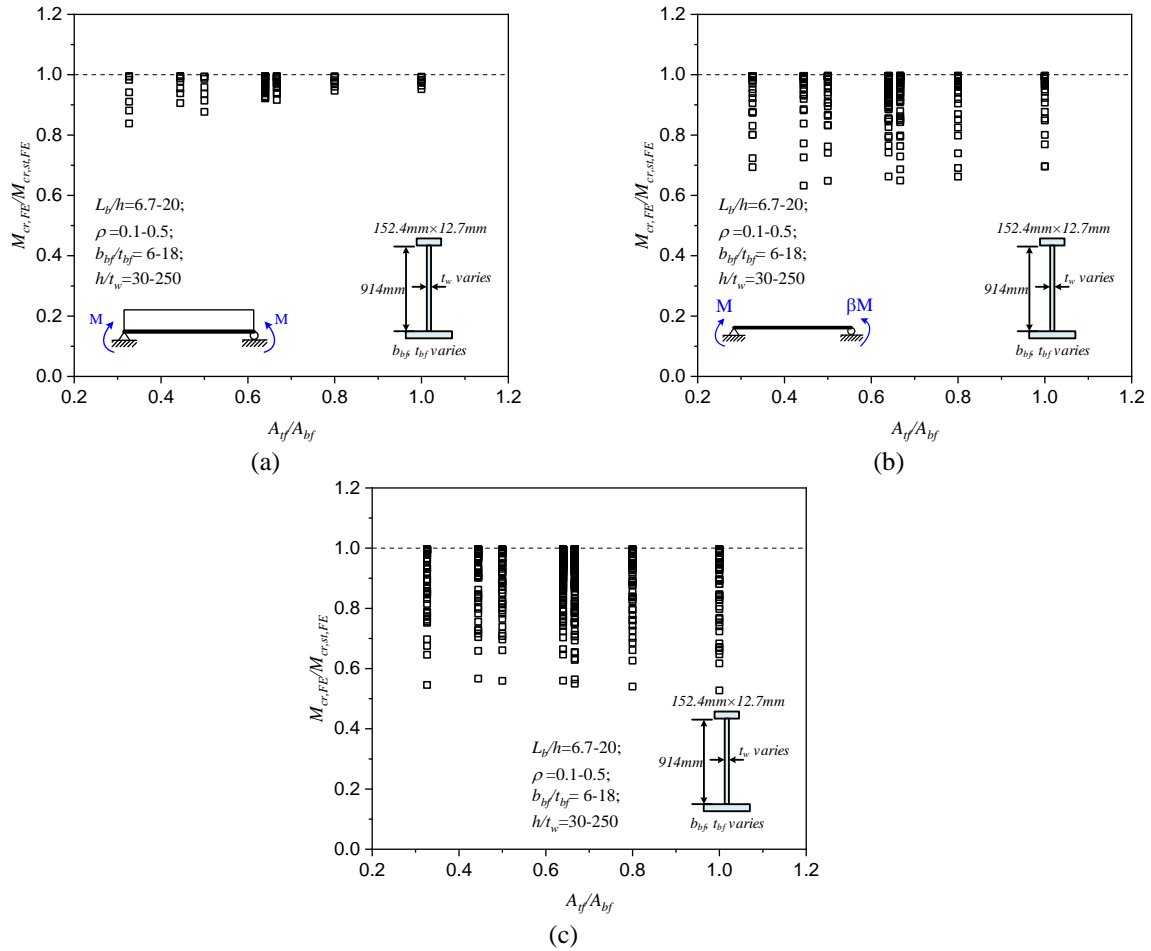 1.2
1.0
0.8
0.6
0.4
0.2
0.0
M_cr,FE/M_cr,st,FE
L_b/h=6.7-20;
ρ=0.1-0.5;
b_bf/t_bf= 6-18;
h/t_w=30-250
152.4mm×12.7mm
914mm
t_w varies
b_bf, t_bf varies
M
M
0.2 0.4 0.6 0.8 1.0 1.2
A_tf/A_bf
(a)
1.2
1.0
0.8
0.6
0.4
0.2
0.0
M_cr,FE/M_cr,st,FE
L_b/h=6.7-20;
ρ=0.1-0.5;
b_bf/t_bf= 6-18;
h/t_w=30-250
152.4mm×12.7mm
914mm
t_w varies
b_bf, t_bf varies
M
βM
0.2 0.4 0.6 0.8 1.0 1.2
A_tf/A_bf
(b)
1.2
1.0
0.8
0.6
0.4
0.2
0.0
M_cr,FE/M_cr,st,FE
L_b/h=6.7-20;
ρ=0.1-0.5;
b_bf/t_bf= 6-18;
h/t_w=30-250
152.4mm×12.7mm
914mm
t_w varies
b_bf, t_bf varies
0.2 0.4 0.6 0.8 1.0 1.2
A_tf/A_bf
(c)